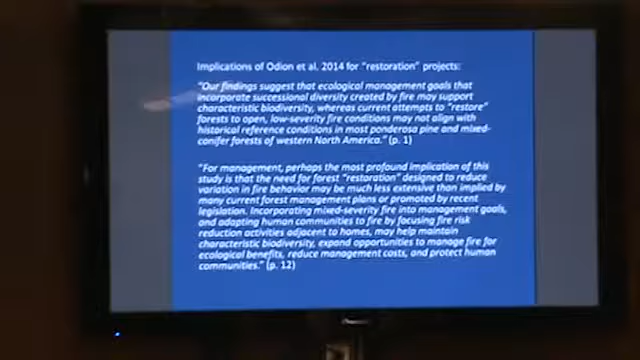 Implications of Odion et al. 2014 for "restoration" projects:
"Our findings suggest that ecological management goals that
incorporate successional diversity created by fire may support
characteristic biodiversity, whereas current attempts to "restore"
forests to open, low-severity fire conditions may not align with
historical reference conditions in most ponderosa pine and mixed-
conifer forests of western North America." (p. 1)
"For management, perhaps the most profound implication of this
study is that the need for forest "restoration" designed to reduce
variation in fire behavior may be much less extensive than implied by
many current forest management plans or promoted by recent
legislation. Incorporating mixed-severity fire into management goals,
and adapting human communities to fire by focusing fire risk
reduction activities adjacent to homes, may help maintain
characteristic biodiversity, expand opportunities to manage fire for
ecological benefits, reduce management costs, and protect human
communities." (p. 12)